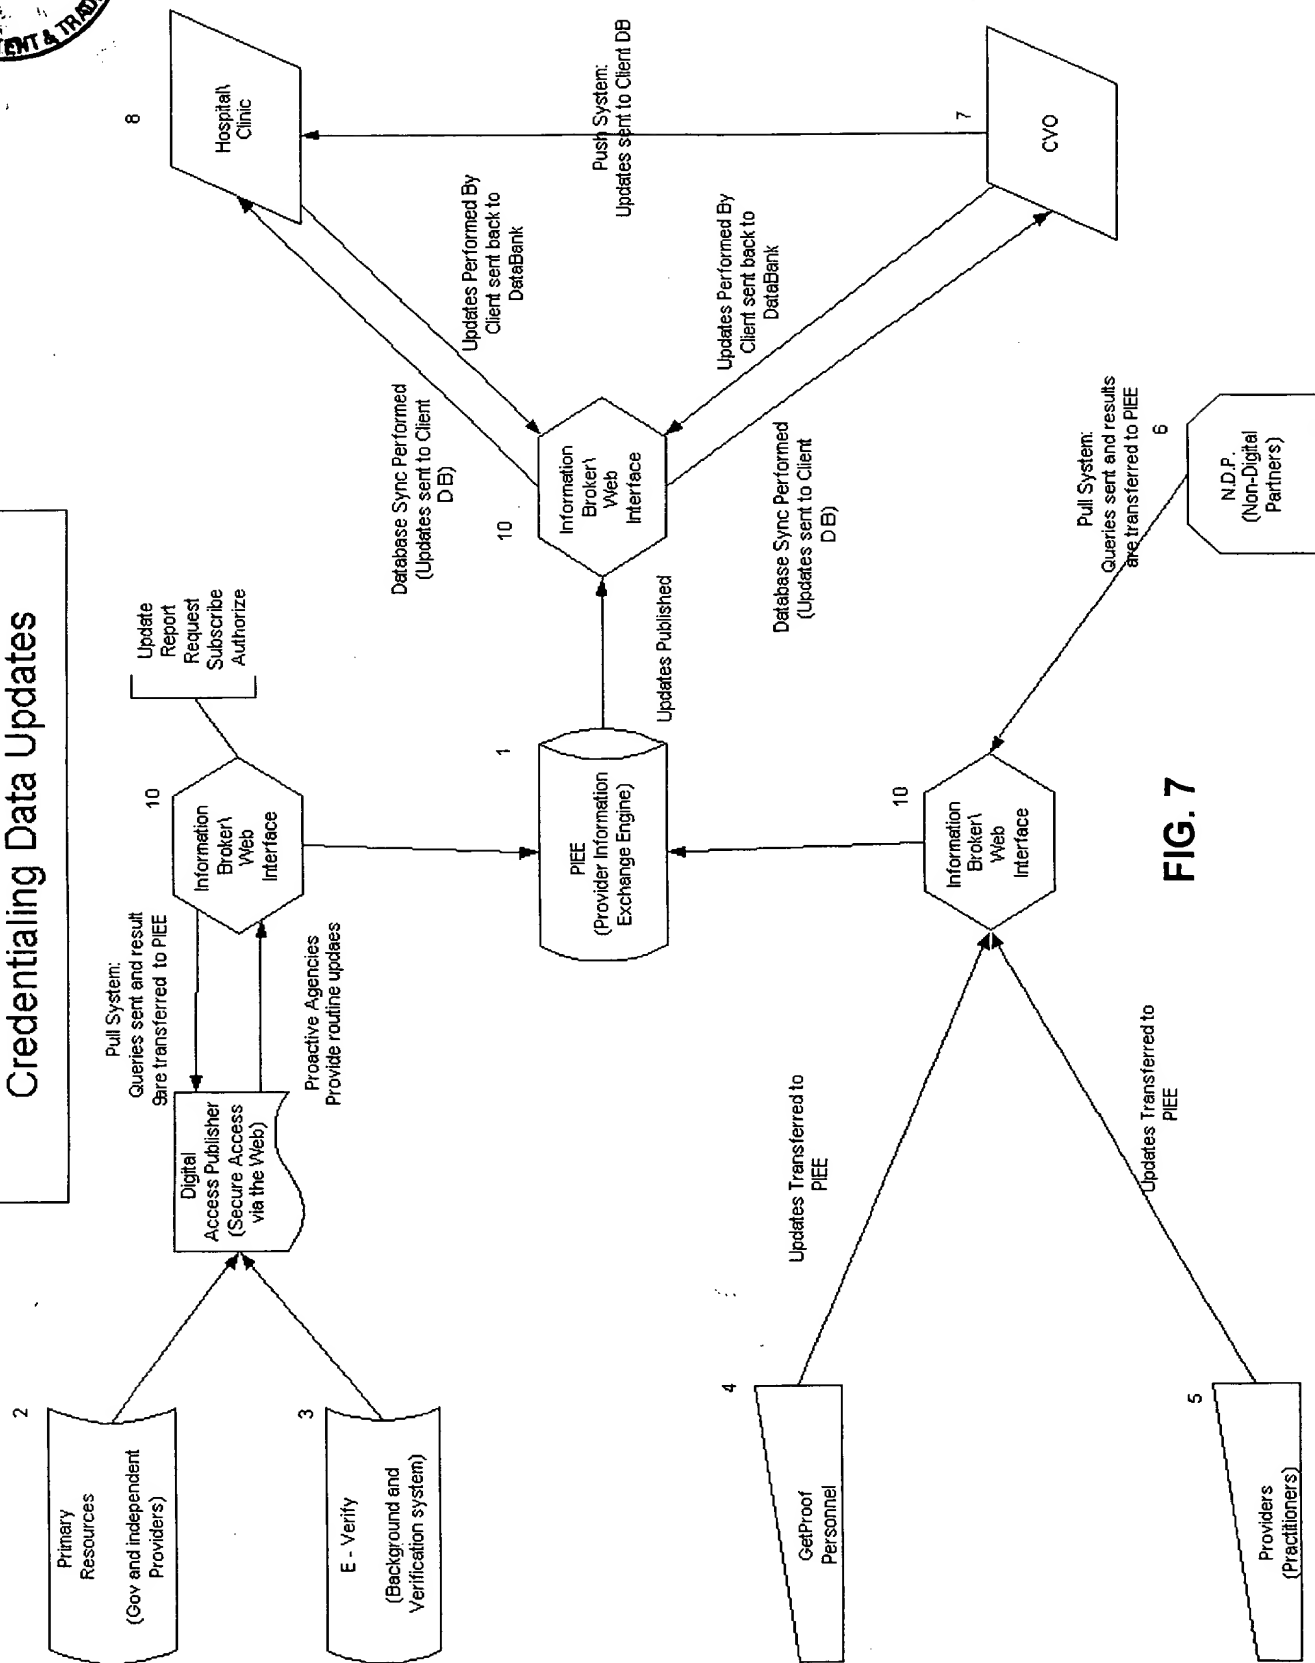 ENT & TRAD
Credentialing Data Updates
2
Primary
Resources
(Gov and independent
Providers)
3
E - Verify
(Background and
Verification system)
4
GetProof
Personnel
5
Providers
(Practitioners)
Digital
Access Publisher
(Secure Access
via the Web)
Pull System:
Queries sent and result
are transferred to PIEE
9
Proactive Agencies
Provide routine updaes
10
Information
Broker\
Web
Interface
Update
Report
Request
Subscribe
Authorize
1
PIEE
(Provider Information
Exchange Engine)
Updates Published
Updates Transferred to
PIEE
Updates Transferred to
PIEE
10
Information
Broker\
Web
Interface
10
Information
Broker\
Web
Interface
Database Sync Performed
(Updates sent to Client
DB)
Updates Performed By
Client sent back to
DataBank
Database Sync Performed
(Updates sent to Client
DB)
Updates Performed By
Client sent back to
DataBank
Pull System:
Queries sent and results
are transferred to PIEE
6
N.D.P.
(Non-Digital
Partners)
8
Hospital\
Clinic
Push System:
Updates sent to Client DB
7
CVO
FIG. 7